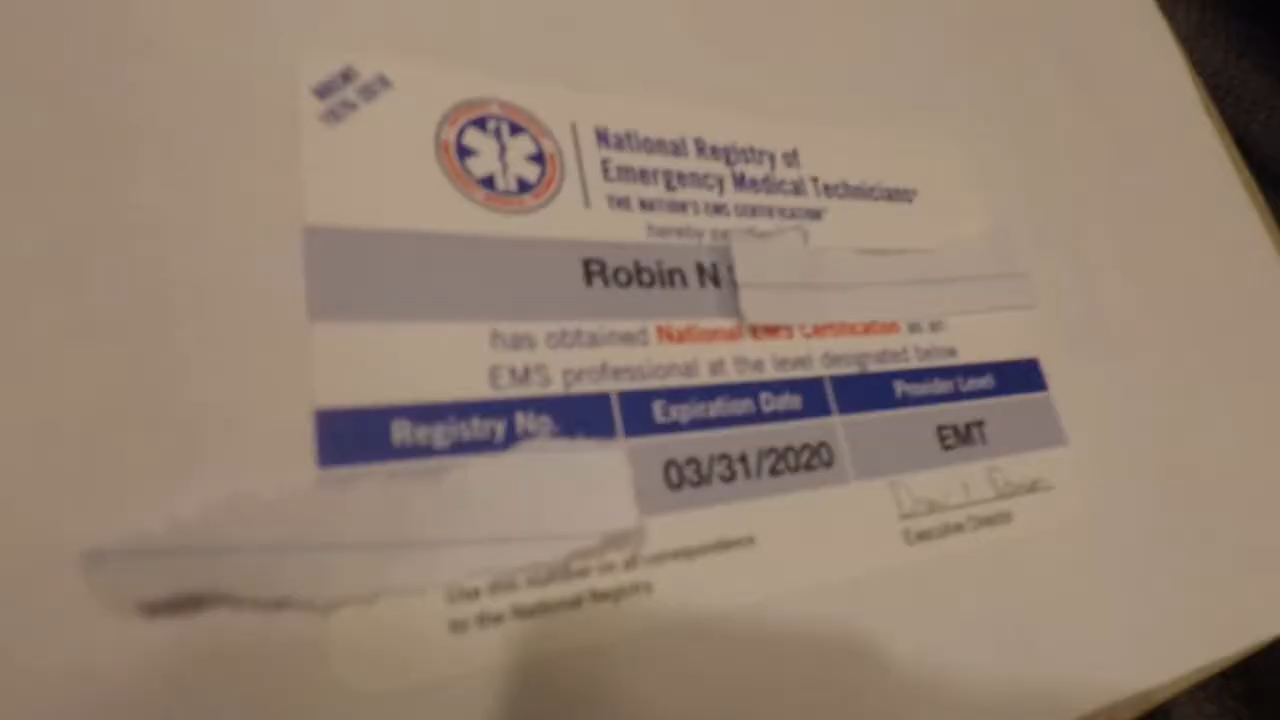 National Registry of
Emergency Medical Technicians®
THE NATION'S EMS CERTIFICATION™
hereby
Robin N
has obtained National EMS Certification as an
EMS professional at the level designated below
Registry No.
Expiration Date
Provider Level
03/31/2020
EMT
Executive Director
Use this number on all correspondence
to the National Registry